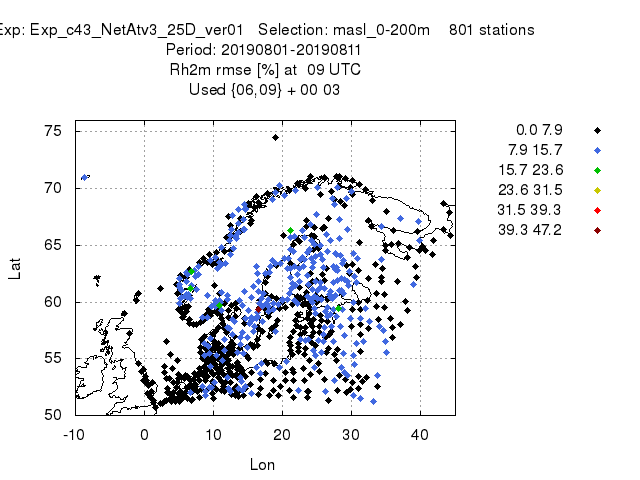 Exp: Exp_c43_NetAtv3_25D_ver01 Selection: masl_0-200m 801 stations
Period: 20190801-20190811
Rh2m rmse [%] at 09 UTC
Used {06,09} + 00 03
0.0 7.9
7.9 15.7
15.7 23.6
23.6 31.5
31.5 39.3
39.3 47.2
75
70
65
60
55
50
Lat
-10 0 10 20 30 40
Lon